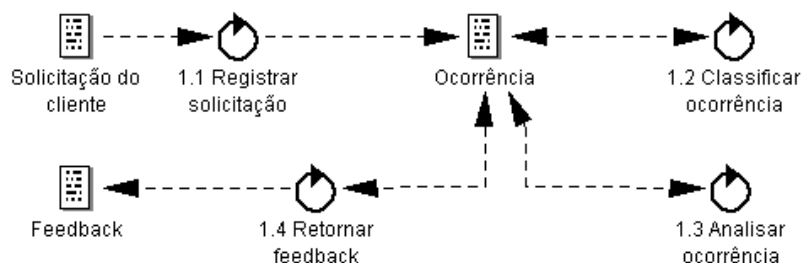 Solicitação do
cliente
1.1 Registrar
solicitação
Ocorrência
1.2 Classificar
ocorrência
Feedback
1.4 Retornar
feedback
1.3 Analisar
ocorrência